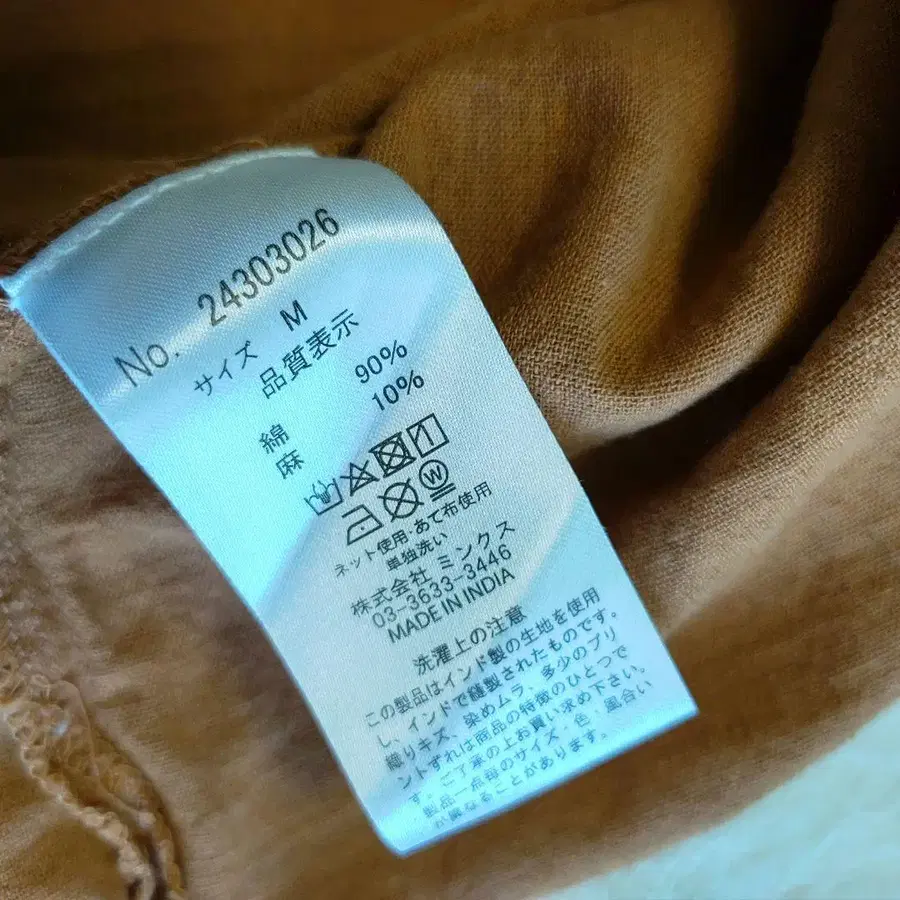 No. 24303026
サイズ M
品質表示
綿 90%
麻 10%
W
ネット使用・あて布使用
単独洗い
株式会社 ミンクス
03-3633-3446
MADE IN INDIA
洗濯上の注意
この製品はインド製の生地を使用
し、インドで縫製されたものです。
織りキズ、染めムラ、多少のプリ
ントずれは商品の特徴のひとつで
す。ご了承の上お買い求め下さい。
製品一点毎のサイズ・色・風合い
が異なることがあります。